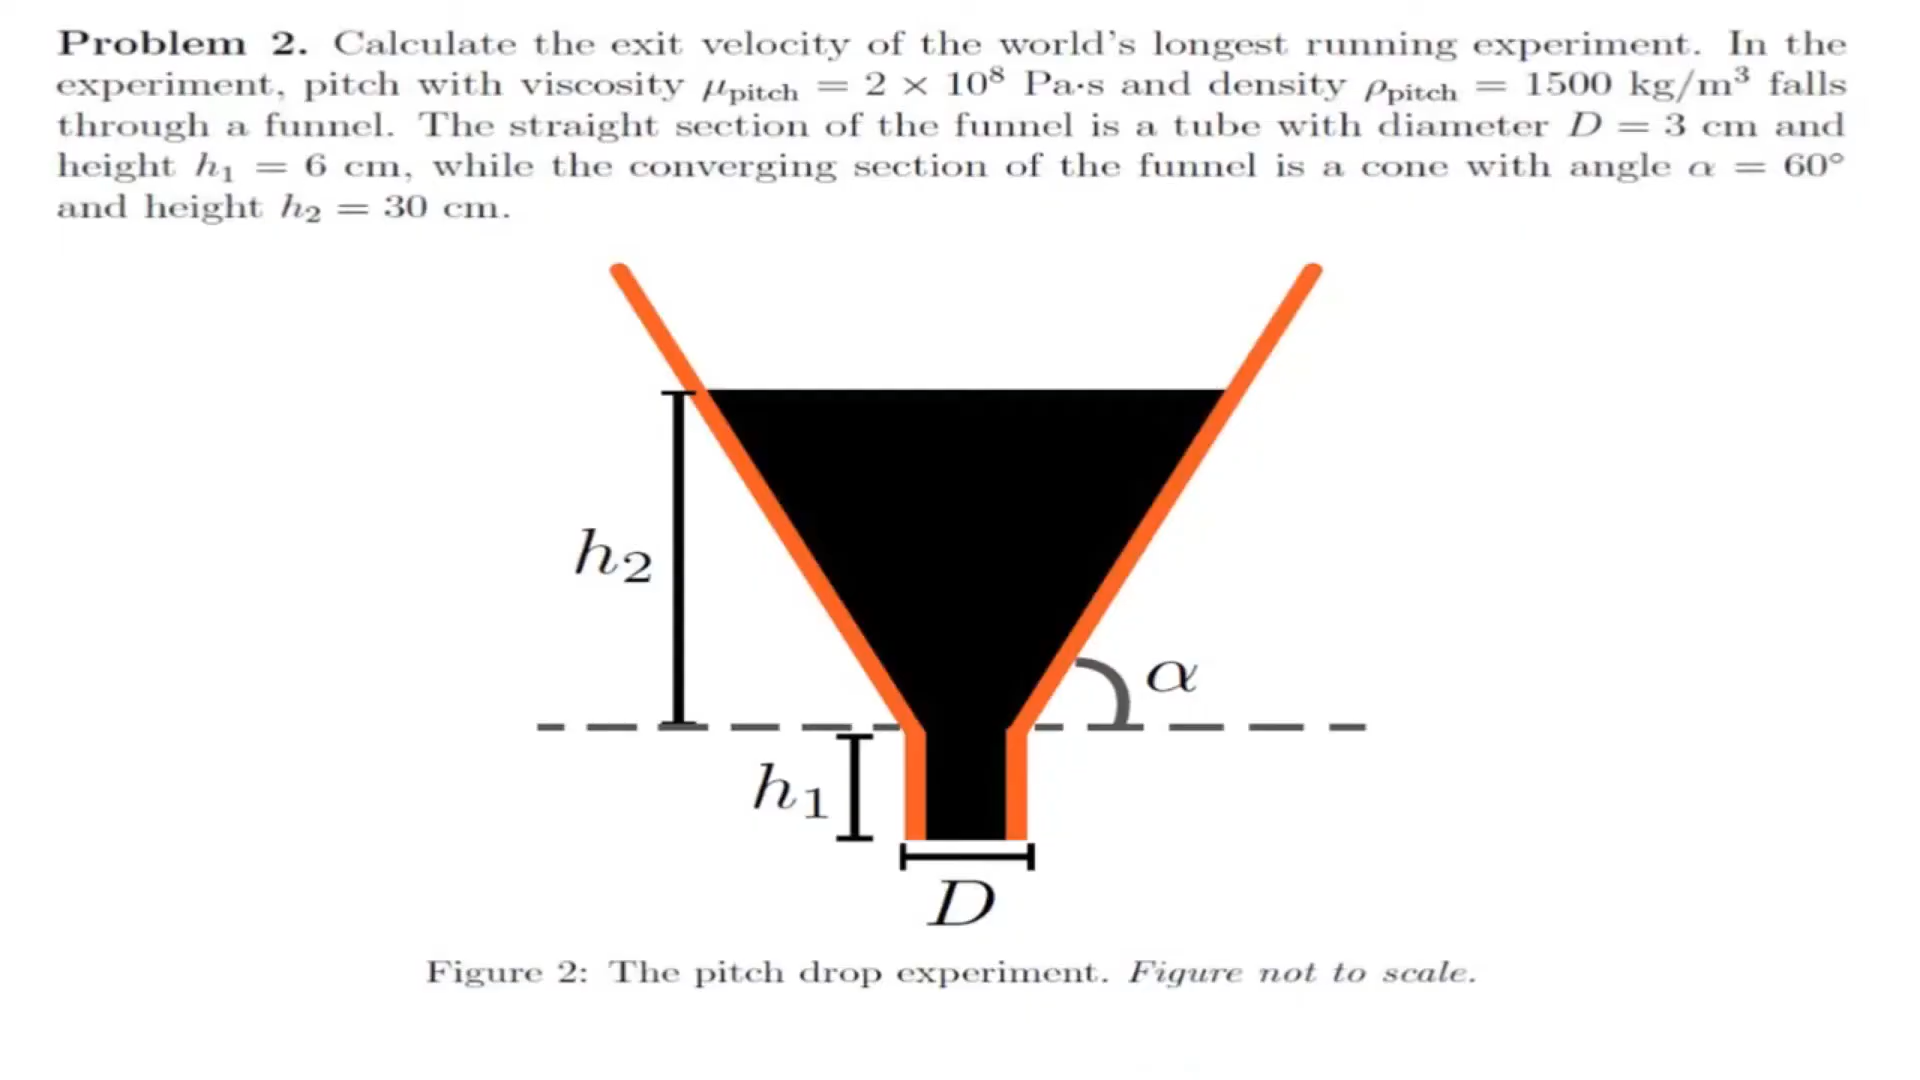 Problem 2. Calculate the exit velocity of the world's longest running experiment. In the
experiment, pitch with viscosity μpitch = 2 × 10⁸ Pa·s and density ρpitch = 1500 kg/m³ falls
through a funnel. The straight section of the funnel is a tube with diameter D = 3 cm and
height h₁ = 6 cm, while the converging section of the funnel is a cone with angle α = 60°
and height h₂ = 30 cm.
h₂
α
h₁
D
Figure 2: The pitch drop experiment. Figure not to scale.